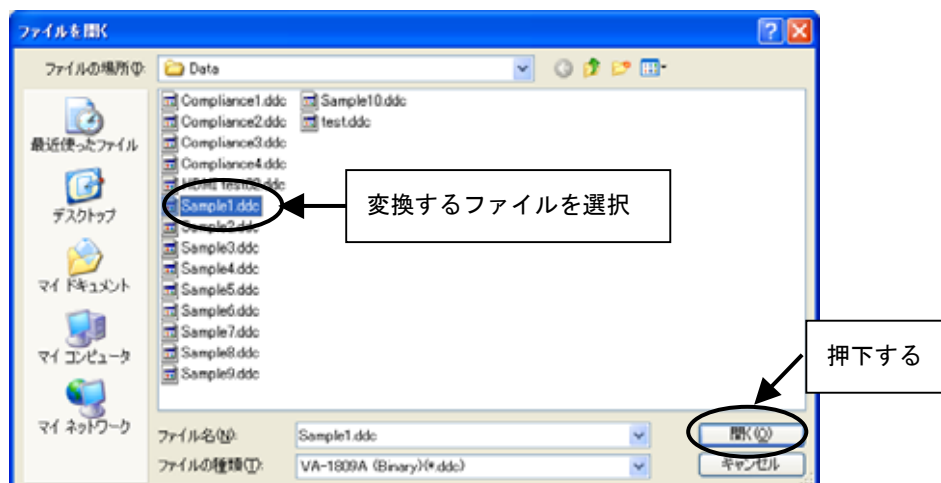 ファイルを開く
ファイルの場所(I):
Data
Compliance1.ddc
Compliance2.ddc
Compliance3.ddc
Compliance4.ddc
HDMI test02.ddc
Sample1.ddc
Sample2.ddc
Sample3.ddc
Sample4.ddc
Sample5.ddc
Sample6.ddc
Sample7.ddc
Sample8.ddc
Sample9.ddc
Sample10.ddc
test.ddc
最近使ったファイル
デスクトップ
マイ ドキュメント
マイ コンピュータ
マイ ネットワーク
変換するファイルを選択
押下する
ファイル名(N):
Sample1.ddc
開く(O)
ファイルの種類(T):
VA-1809A (Binary)(*.ddc)
キャンセル